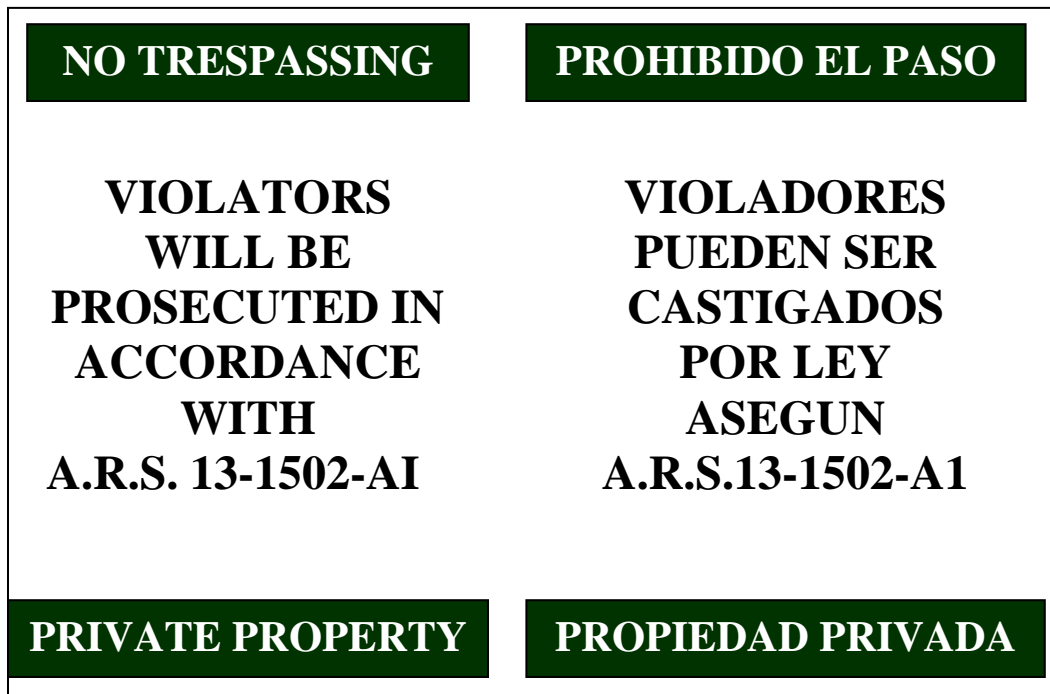 NO TRESPASSING
VIOLATORS
WILL BE
PROSECUTED IN
ACCORDANCE
WITH
A.R.S. 13-1502-AI
PRIVATE PROPERTY
PROHIBIDO EL PASO
VIOLADORES
PUEDEN SER
CASTIGADOS
POR LEY
ASEGUN
A.R.S.13-1502-A1
PROPIEDAD PRIVADA